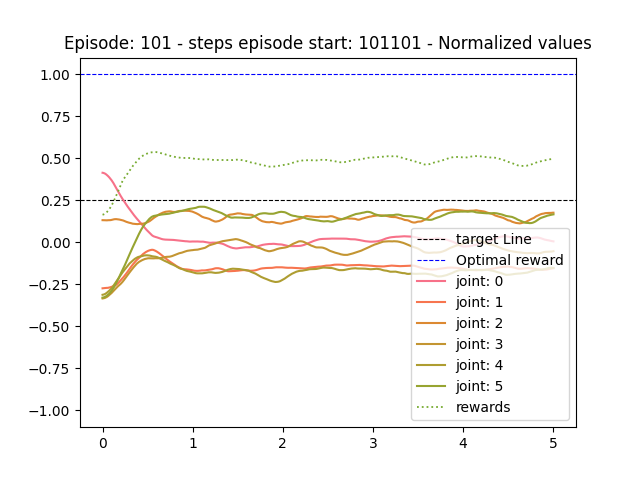 Episode: 101 - steps episode start: 101101 - Normalized values
1.00
0.75
0.50
0.25
0.00
−0.25
−0.50
−0.75
−1.00
target Line
Optimal reward
joint: 0
joint: 1
joint: 2
joint: 3
joint: 4
joint: 5
rewards
0 1 2 3 4 5